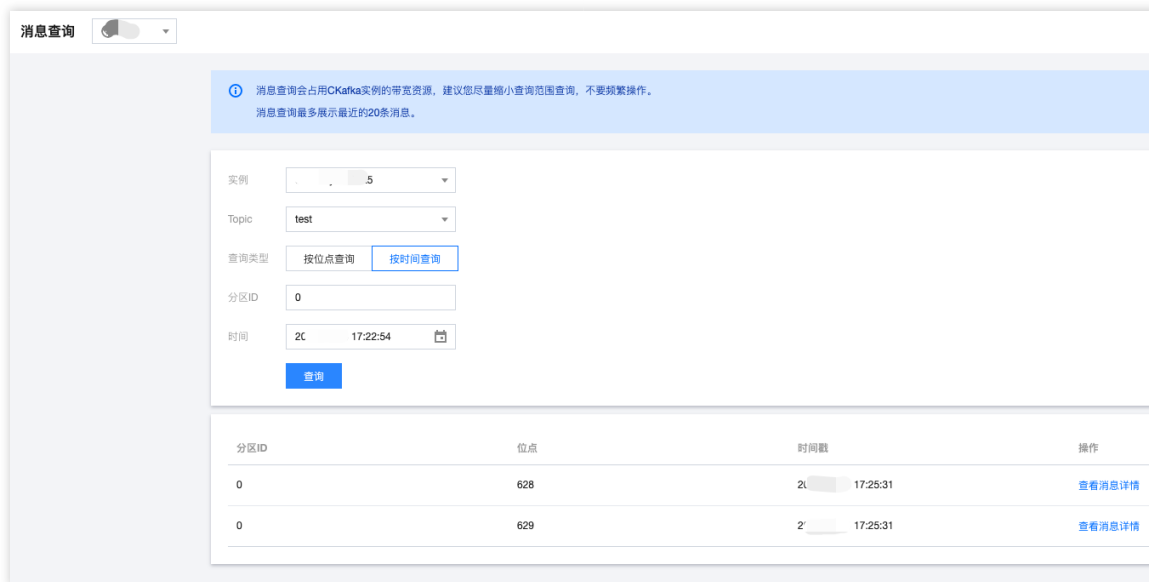 消息查询
消息查询会占用CKafka实例的带宽资源，建议您尽量缩小查询范围查询，不要频繁操作。
消息查询最多展示最近的20条消息。
实例 .5
Topic test
查询类型 按位点查询 按时间查询
分区ID 0
时间 17:22:54
查询
分区ID 位点 时间戳 操作
0 628 17:25:31 查看消息详情
0 629 17:25:31 查看消息详情